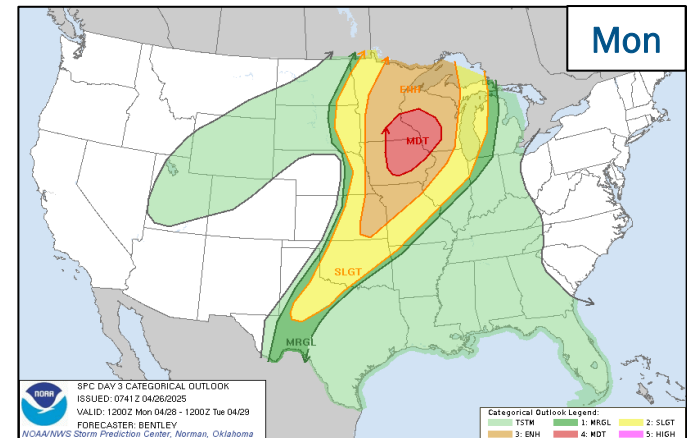 Mon
ENH
MDT
SLGT
MRGL
NOAA
SPC DAY 3 CATEGORICAL OUTLOOK
ISSUED: 0741Z 04/26/2025
VALID: 1200Z Mon 04/28 - 1200Z Tue 04/29
FORECASTER: BENTLEY
NOAA/NWS Storm Prediction Center, Norman, Oklahoma
Categorical Outlook Legend:
TSTM 1: MRGL 2: SLGT
3: ENH 4: MDT 5: HIGH